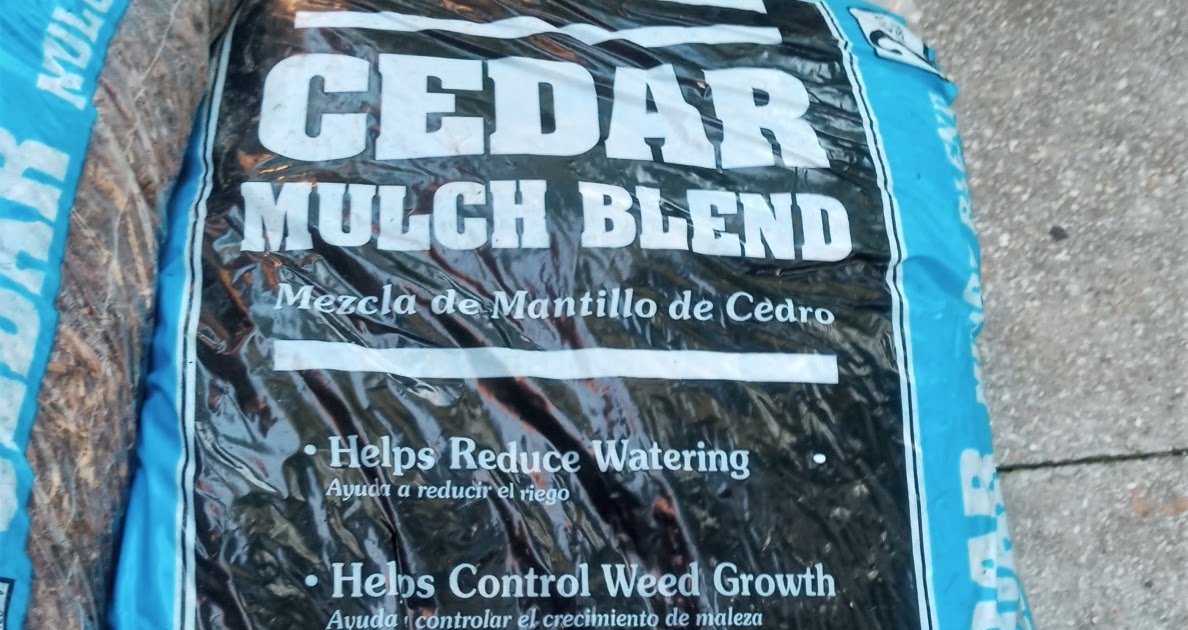 CEDAR
MULCH BLEND
Mezcla de Mantillo de Cedro
• Helps Reduce Watering
Ayuda a reducir el riego
• Helps Control Weed Growth
Ayuda controlar el crecimiento de maleza